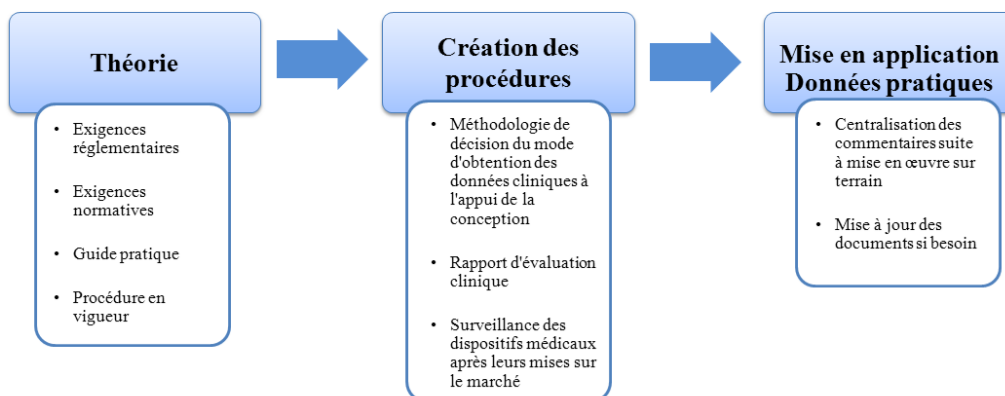 Théorie
• Exigences
réglementaires
• Exigences
normatives
• Guide pratique
• Procédure en
vigueur
Création des
procédures
• Méthodologie de
décision du mode
d'obtention des
données cliniques à
l'appui de la
conception
• Rapport d'évaluation
clinique
• Surveillance des
dispositifs médicaux
après leurs mises sur
le marché
Mise en application
Données pratiques
• Centralisation des
commentaires suite
à mise en œuvre sur
terrain
• Mise à jour des
documents si besoin